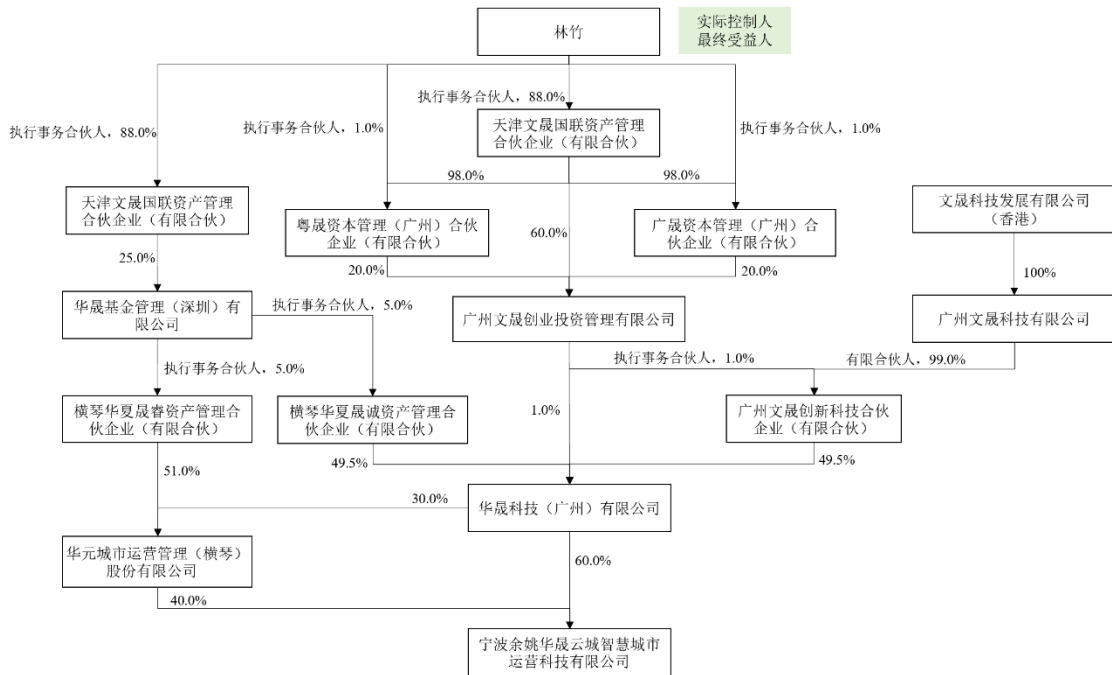 林竹
实际控制人
最终受益人
执行事务合伙人，88.0%
执行事务合伙人，88.0%
执行事务合伙人，1.0%
执行事务合伙人，1.0%
天津文晟国联资产管理
合伙企业（有限合伙）
98.0%
98.0%
天津文晟国联资产管理
合伙企业（有限合伙）
粤晟资本管理（广州）合伙
企业（有限合伙）
60.0%
广晟资本管理（广州）合
伙企业（有限合伙）
文晟科技发展有限公司
（香港）
25.0%
20.0%
20.0%
100%
华晟基金管理（深圳）有
限公司
执行事务合伙人，5.0%
广州文晟创业投资管理有限公司
广州文晟科技有限公司
执行事务合伙人，5.0%
执行事务合伙人，1.0%
有限合伙人，99.0%
横琴华夏晟睿资产管理合
伙企业（有限合伙）
横琴华夏晟诚资产管理合
伙企业（有限合伙）
1.0%
广州文晟创新科技合伙
企业（有限合伙）
51.0%
49.5%
49.5%
30.0%
华晟科技（广州）有限公司
华元城市运营管理（横琴）
股份有限公司
60.0%
40.0%
宁波余姚华晟云城智慧城市
运营科技有限公司